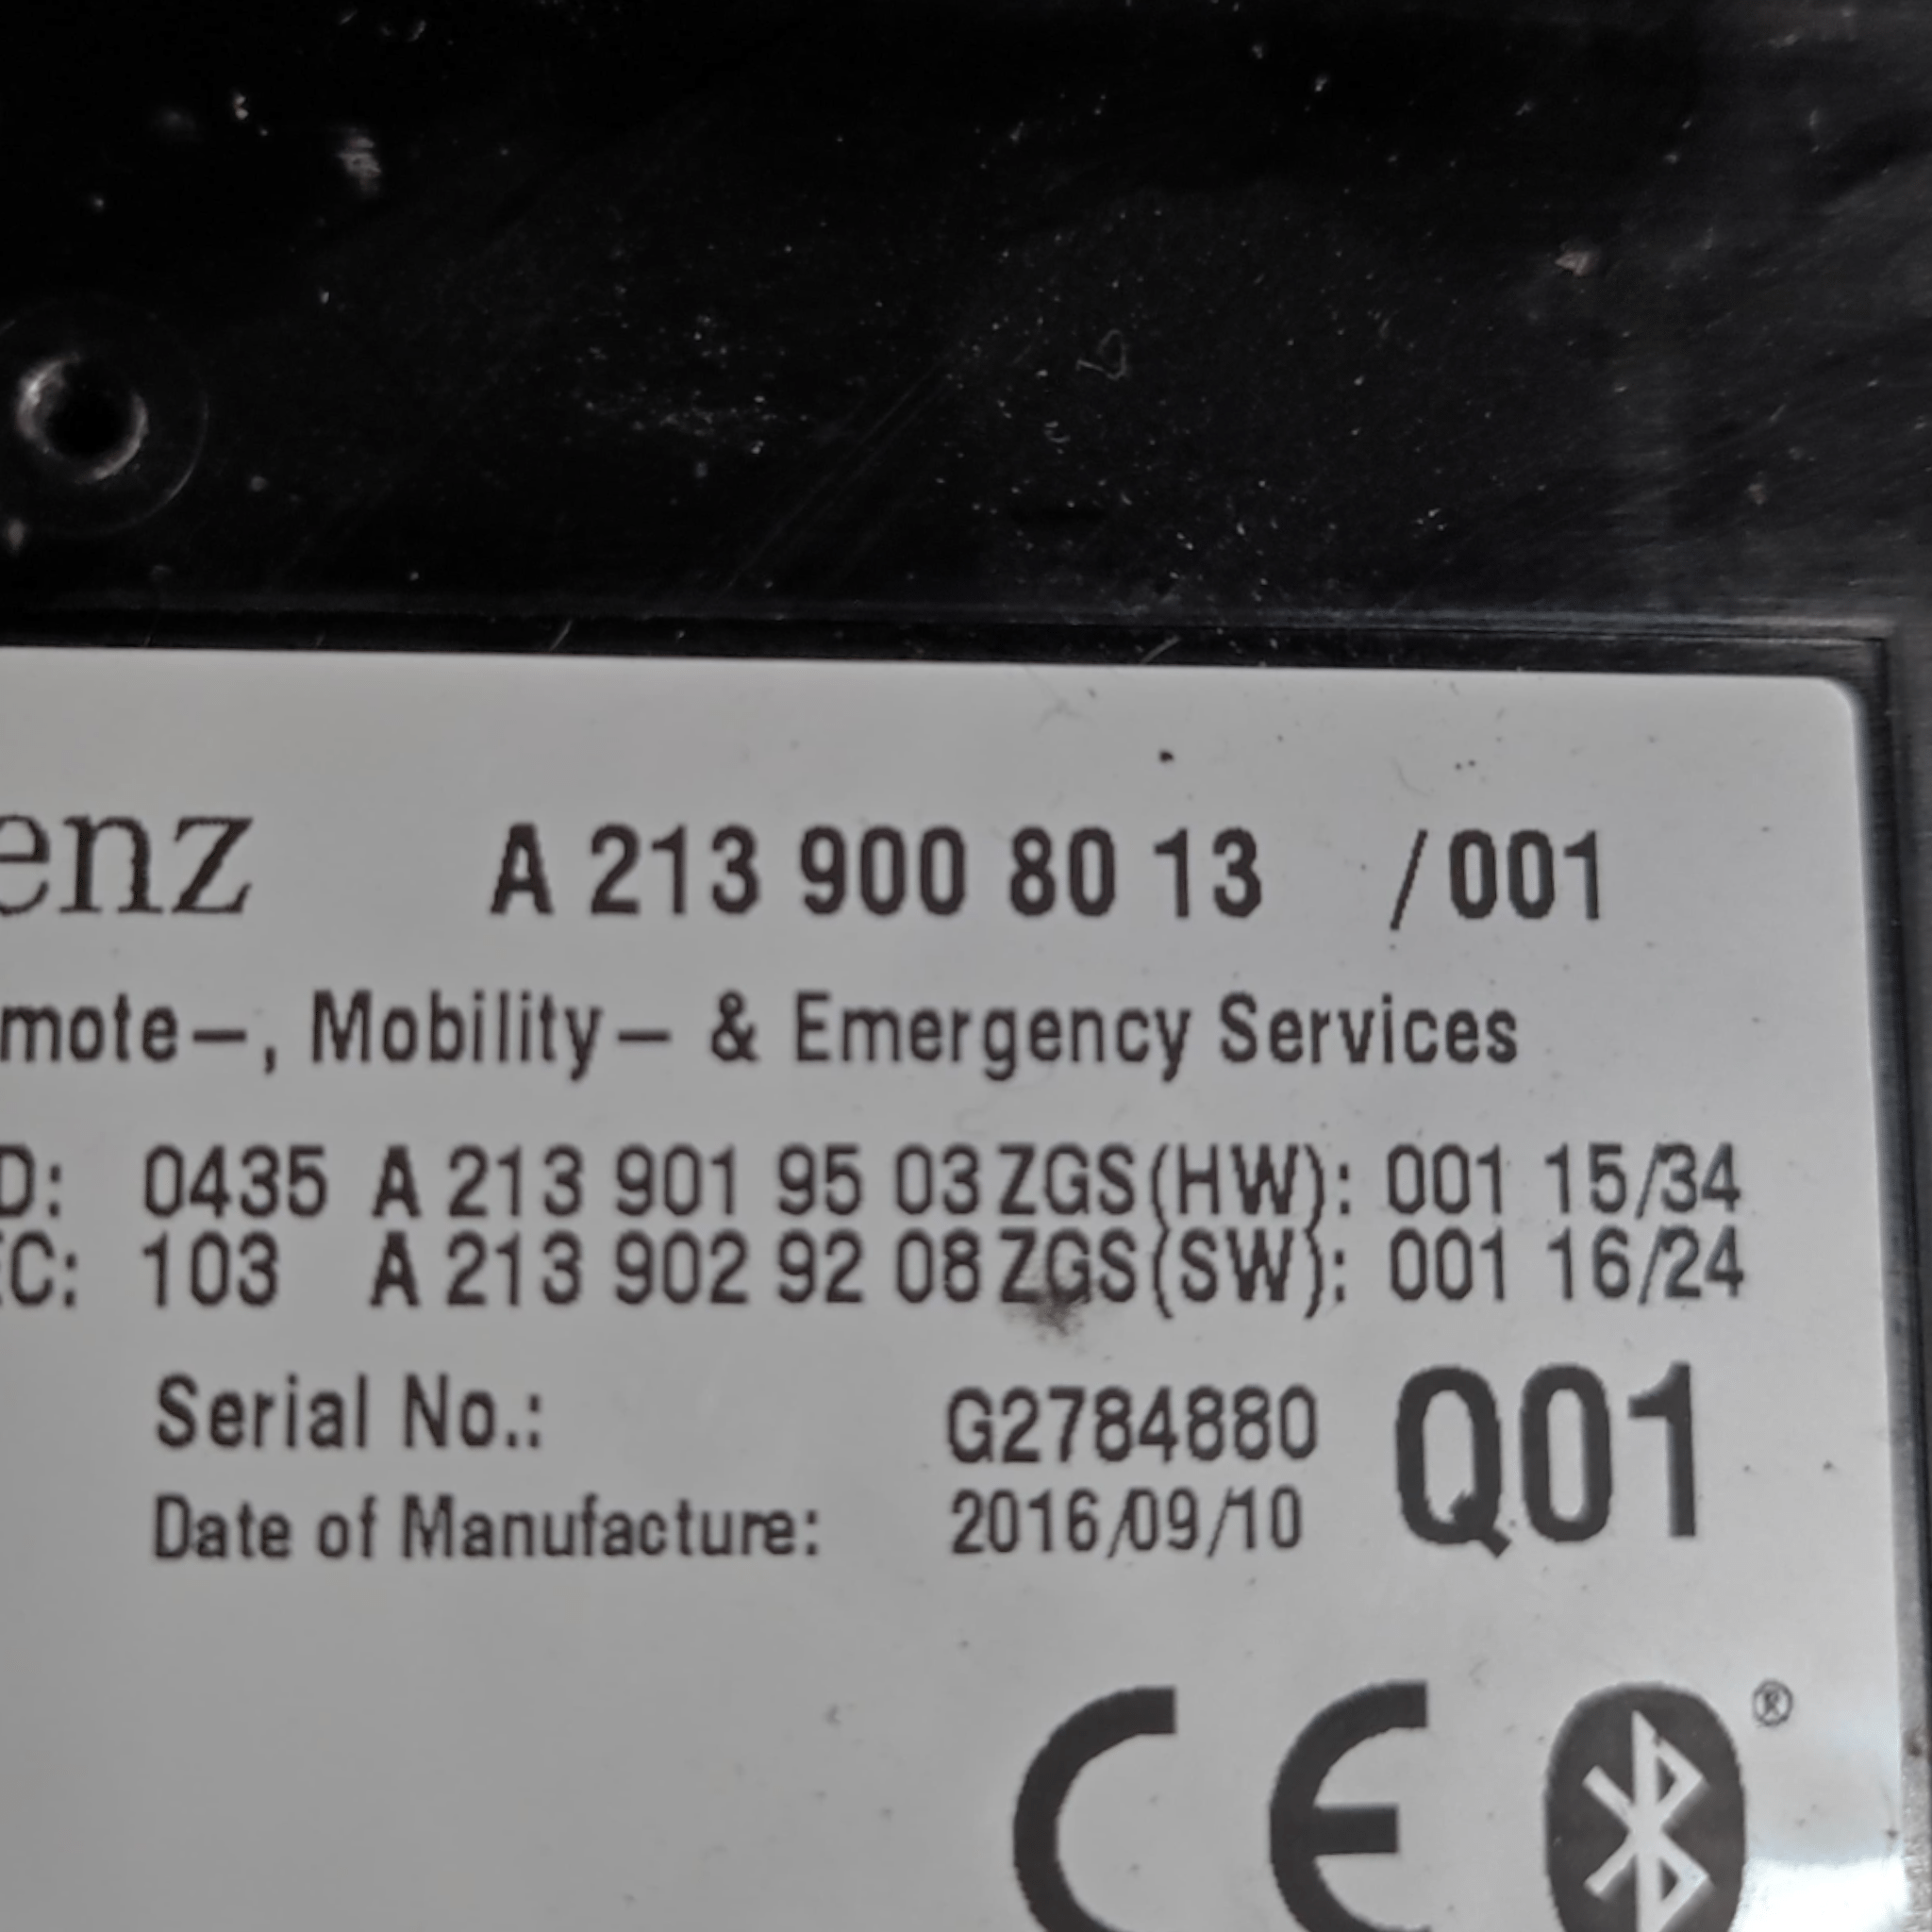 enz A 213 900 80 13 /001
mote–, Mobility– & Emergency Services
D: 0435 A 213 901 95 03 ZGS(HW): 001 15/34
EC: 103 A 213 902 92 08 ZGS(SW): 001 16/24
Serial No.: G2784880 Q01
Date of Manufacture: 2016/09/10
CE ®